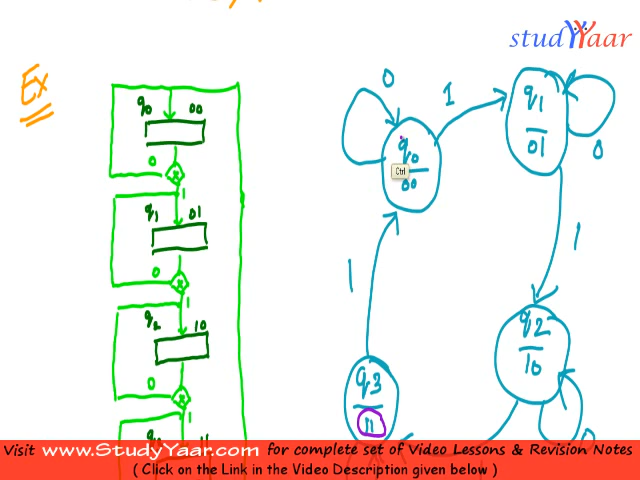 studYYaar
Ex
q0 00
0
x
1
q1 01
0
x
1
q2 10
0
x
1
0
1
q0
00
Ctrl
q1
01
0
1
1
q2
10
0
q3
11
Visit www.StudyYaar.com for complete set of Video Lessons & Revision Notes
( Click on the Link in the Video Description given below )